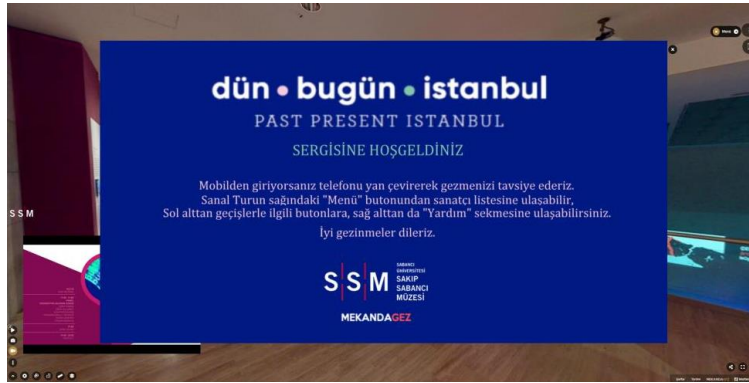 Menü
dün • bugün • istanbul
PAST PRESENT ISTANBUL
SERGİSİNE HOŞGELDİNİZ
Mobilden giriyorsanız telefonu yan çevirerek gezmenizi tavsiye ederiz.
Sanal Turun sağındaki "Menü" butonundan sanatçı listesine ulaşabilir,
Sol alttan geçişlerle ilgili butonlara, sağ alttan da "Yardım" sekmesine ulaşabilirsiniz.
İyi gezinmeler dileriz.
SSM
S S M
SABANCI
ÜNİVERSİTESİ
SAKIP
SABANCI
MÜZESİ
MEKANDAGEZ